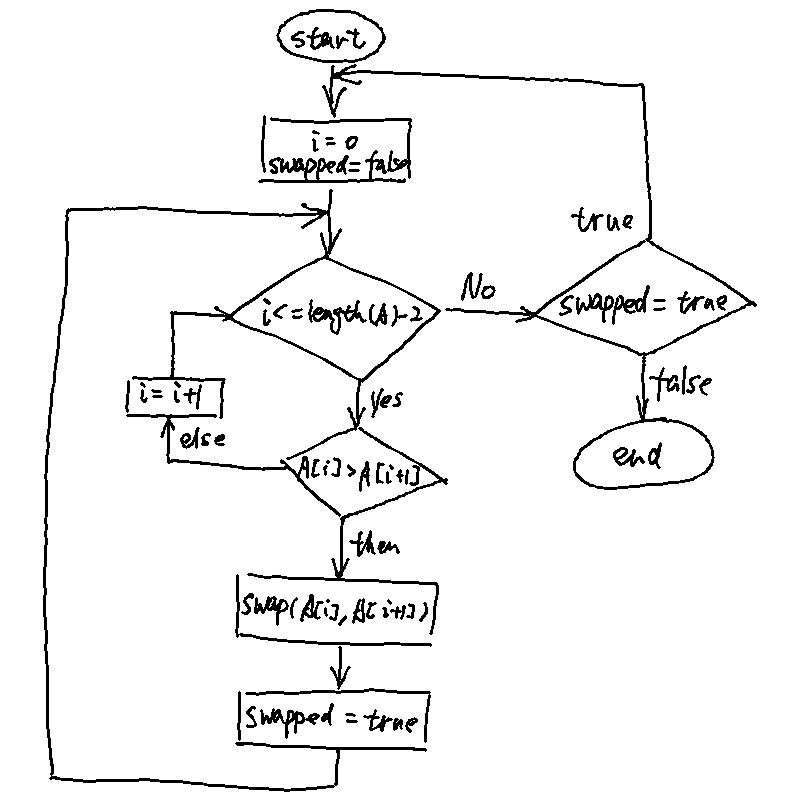 start
i = 0
swapped = false
true
i <= length(A) - 2
No
swapped = true
i = i+1
Yes
false
else
A[i] > A[i+1]
end
then
swap(A[i], A[i+1])
swapped = true